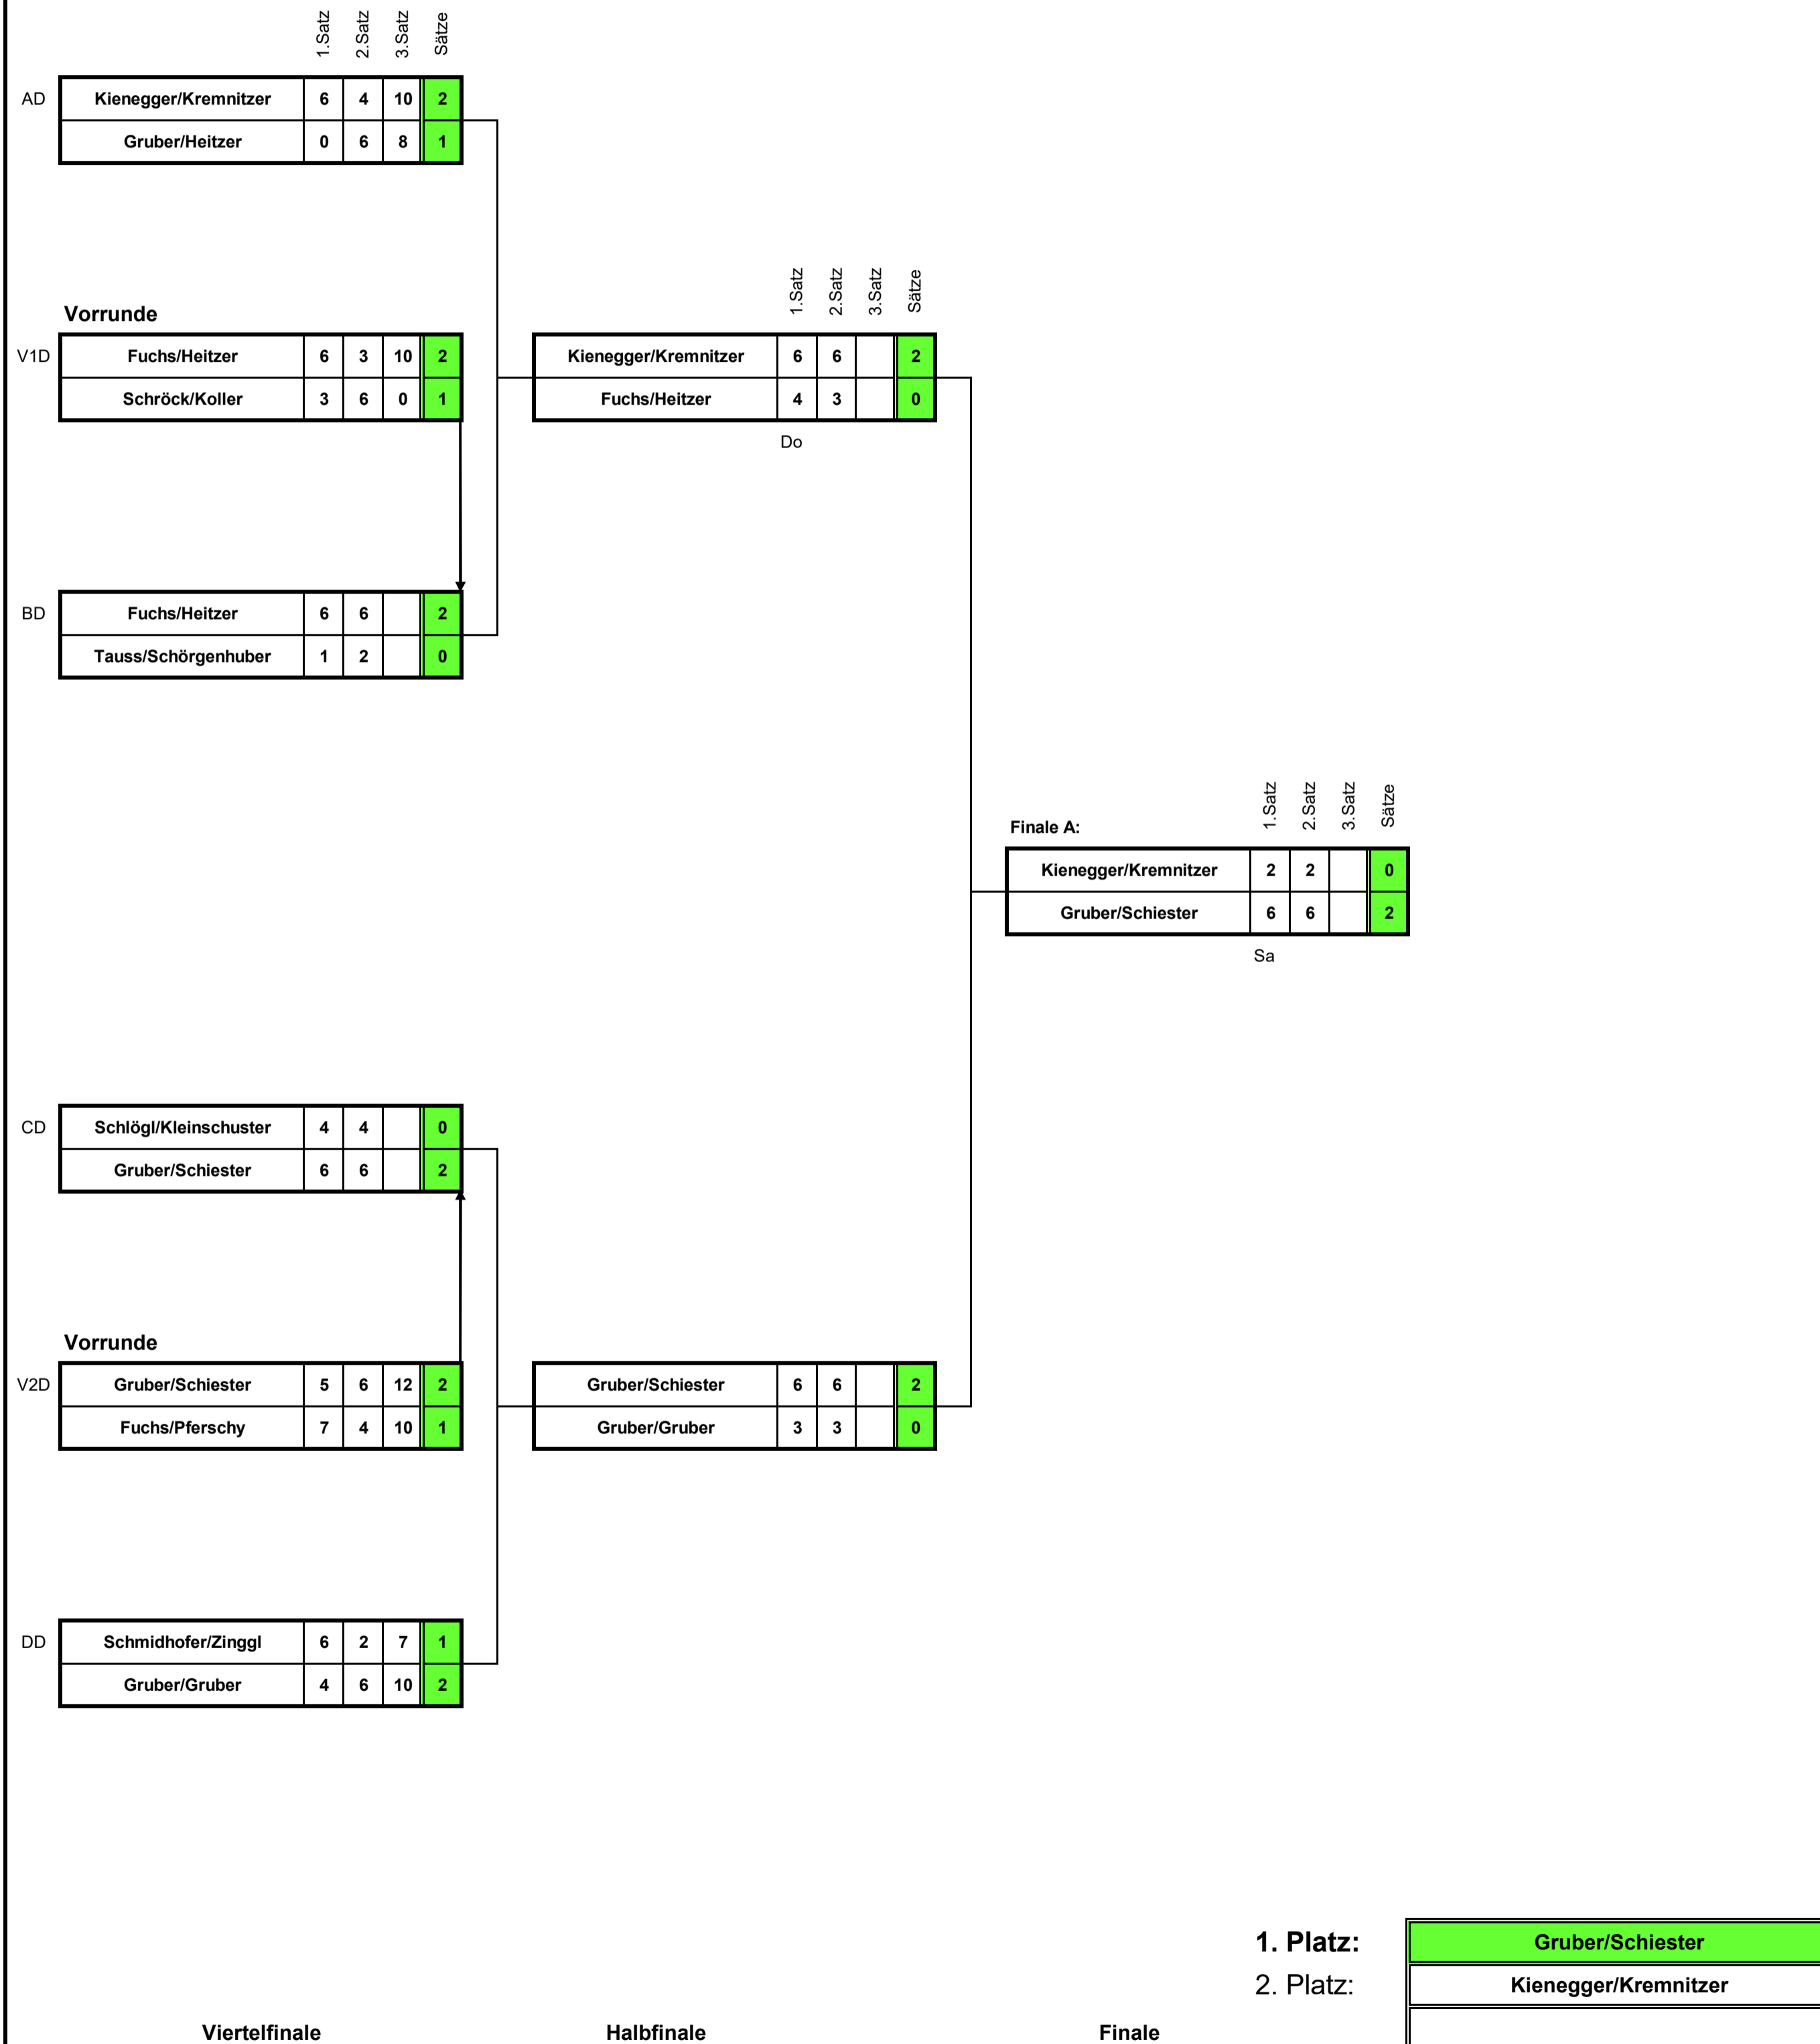 1.Satz 2.Satz 3.Satz Sätze
AD Kienegger/Kremnitzer 6 4 10 2
Gruber/Heitzer 0 6 8 1
1.Satz 2.Satz 3.Satz Sätze
Vorrunde
V1D Fuchs/Heitzer 6 3 10 2 Kienegger/Kremnitzer 6 6 2
Schröck/Koller 3 6 0 1 Fuchs/Heitzer 4 3 0
Do
BD Fuchs/Heitzer 6 6 2
Tauss/Schörgenhuber 1 2 0
1.Satz 2.Satz 3.Satz Sätze
Finale A:
Kienegger/Kremnitzer 2 2 0
Gruber/Schiester 6 6 2
Sa
CD Schlögl/Kleinschuster 4 4 0
Gruber/Schiester 6 6 2
Vorrunde
V2D Gruber/Schiester 5 6 12 2 Gruber/Schiester 6 6 2
Fuchs/Pferschy 7 4 10 1 Gruber/Gruber 3 3 0
DD Schmidhofer/Zinggl 6 2 7 1
Gruber/Gruber 4 6 10 2
1. Platz: Gruber/Schiester
2. Platz: Kienegger/Kremnitzer
Viertelfinale Halbfinale Finale